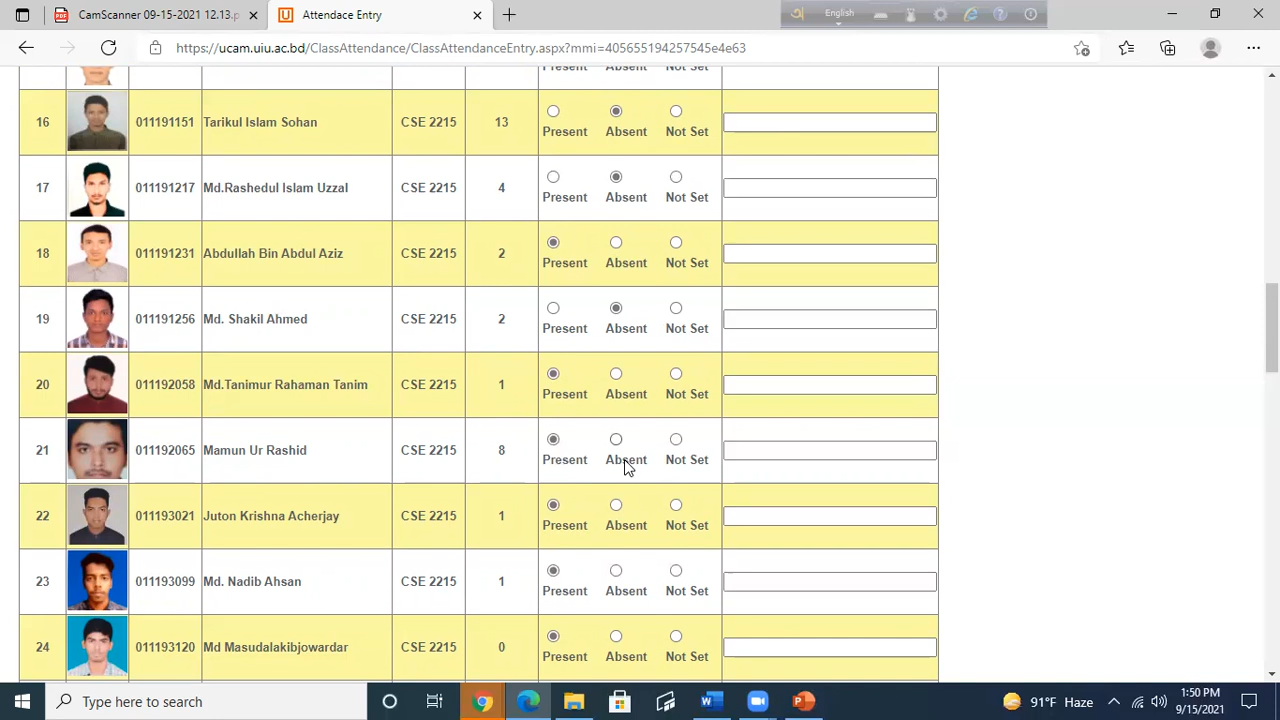 CamScanner 09-15-2021 12.13.p
Attendace Entry
English
https://ucam.uiu.ac.bd/ClassAttendance/ClassAttendanceEntry.aspx?mmi=405655194257545e4e63
Present Absent Not Set
16 011191151 Tarikul Islam Sohan CSE 2215 13 Present Absent Not Set
17 011191217 Md.Rashedul Islam Uzzal CSE 2215 4 Present Absent Not Set
18 011191231 Abdullah Bin Abdul Aziz CSE 2215 2 Present Absent Not Set
19 011191256 Md. Shakil Ahmed CSE 2215 2 Present Absent Not Set
20 011192058 Md.Tanimur Rahaman Tanim CSE 2215 1 Present Absent Not Set
21 011192065 Mamun Ur Rashid CSE 2215 8 Present Absent Not Set
22 011193021 Juton Krishna Acherjay CSE 2215 1 Present Absent Not Set
23 011193099 Md. Nadib Ahsan CSE 2215 1 Present Absent Not Set
24 011193120 Md Masudalakibjowardar CSE 2215 0 Present Absent Not Set
Type here to search
91°F Haze
1:50 PM
9/15/2021